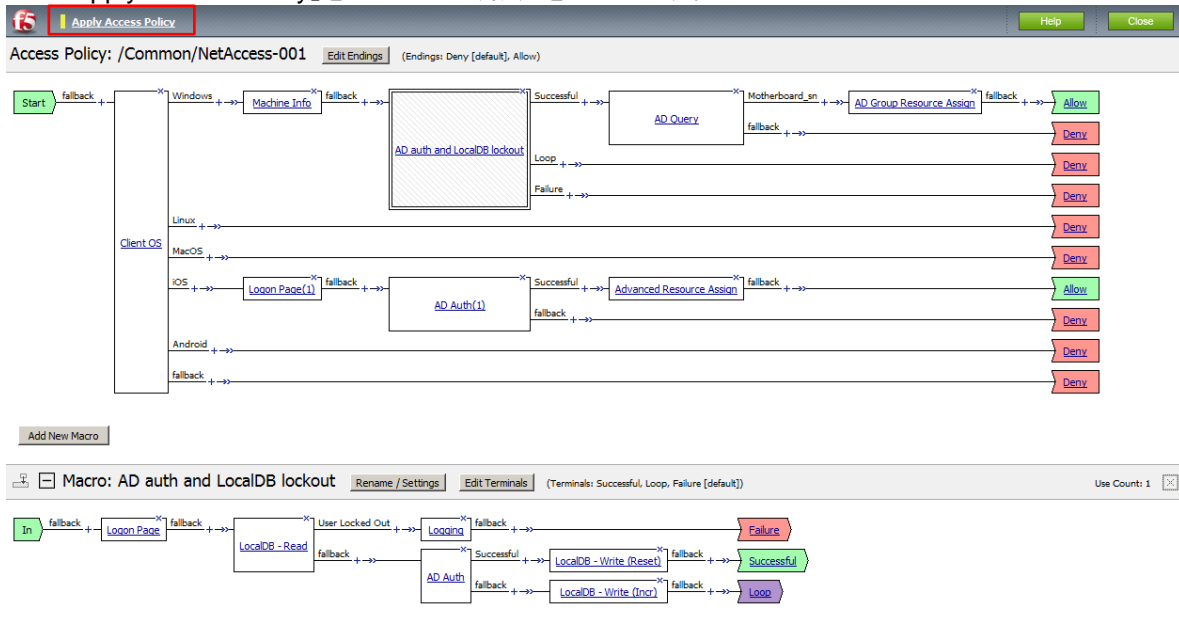 f5 Apply Access Policy Help Close
Access Policy: /Common/NetAccess-001 Edit Endings (Endings: Deny [default], Allow)
Start fallback + Windows + Machine Info fallback + AD auth and LocalDB lockout Successful + AD Query Motherboard_sn + AD Group Resource Assign fallback + Allow
fallback + Deny
Loop + Deny
Failure + Deny
Client OS
Linux + Deny
MacOS + Deny
iOS + Logon Page(1) fallback + AD Auth(1) Successful + Advanced Resource Assign fallback + Allow
fallback + Deny
Android + Deny
fallback + Deny
Add New Macro
Macro: AD auth and LocalDB lockout Rename / Settings Edit Terminals (Terminals: Successful, Loop, Failure [default]) Use Count: 1
In fallback + Logon Page fallback + LocalDB - Read User Locked Out + Logging fallback + Failure
fallback + AD Auth Successful + LocalDB - Write (Reset) fallback + Successful
fallback + LocalDB - Write (Incr) fallback + Loop